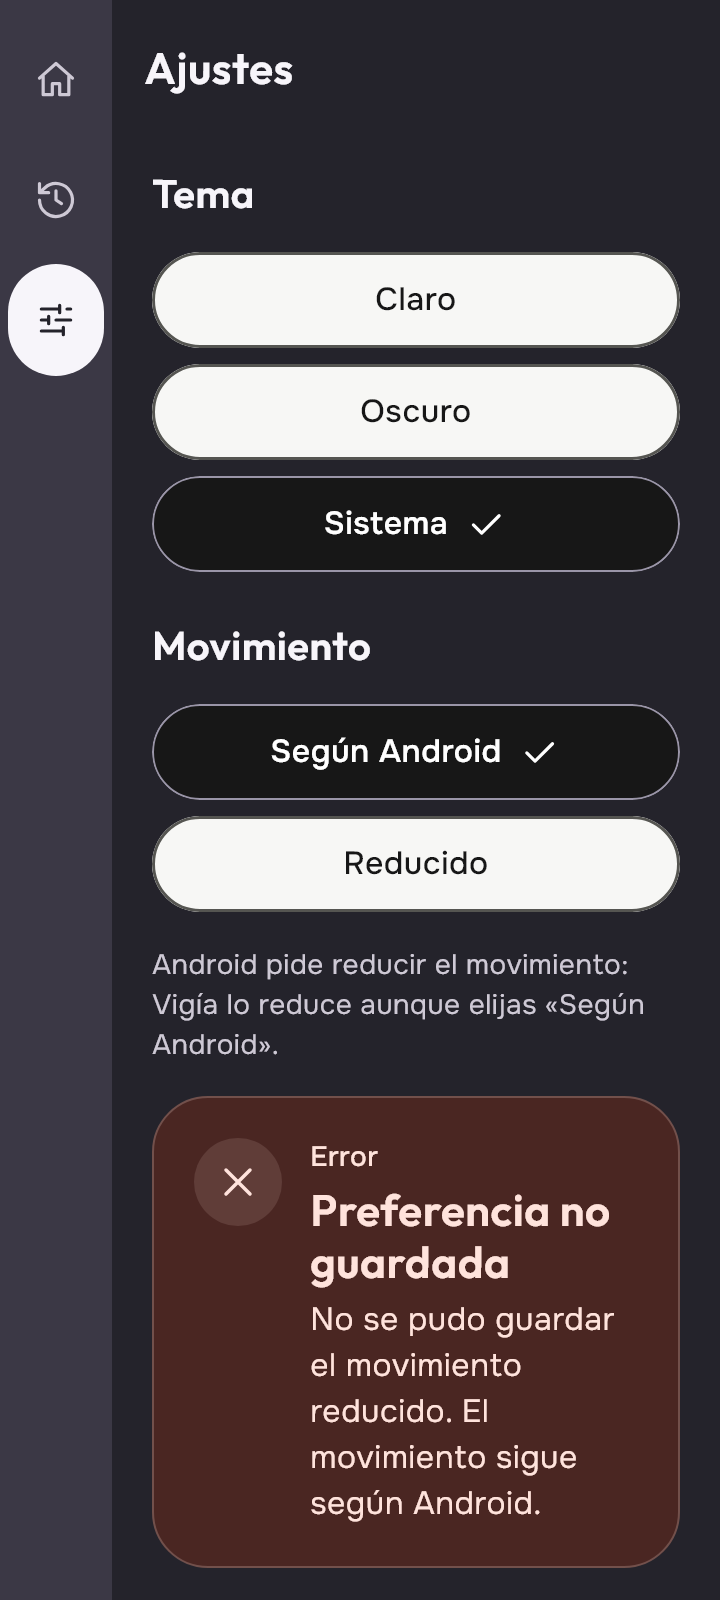 Ajustes
Tema
Claro
Oscuro
Sistema
Movimiento
Según Android
Reducido
Android pide reducir el movimiento:
Vigía lo reduce aunque elijas «Según
Android».
Error
Preferencia no
guardada
No se pudo guardar
el movimiento
reducido. El
movimiento sigue
según Android.